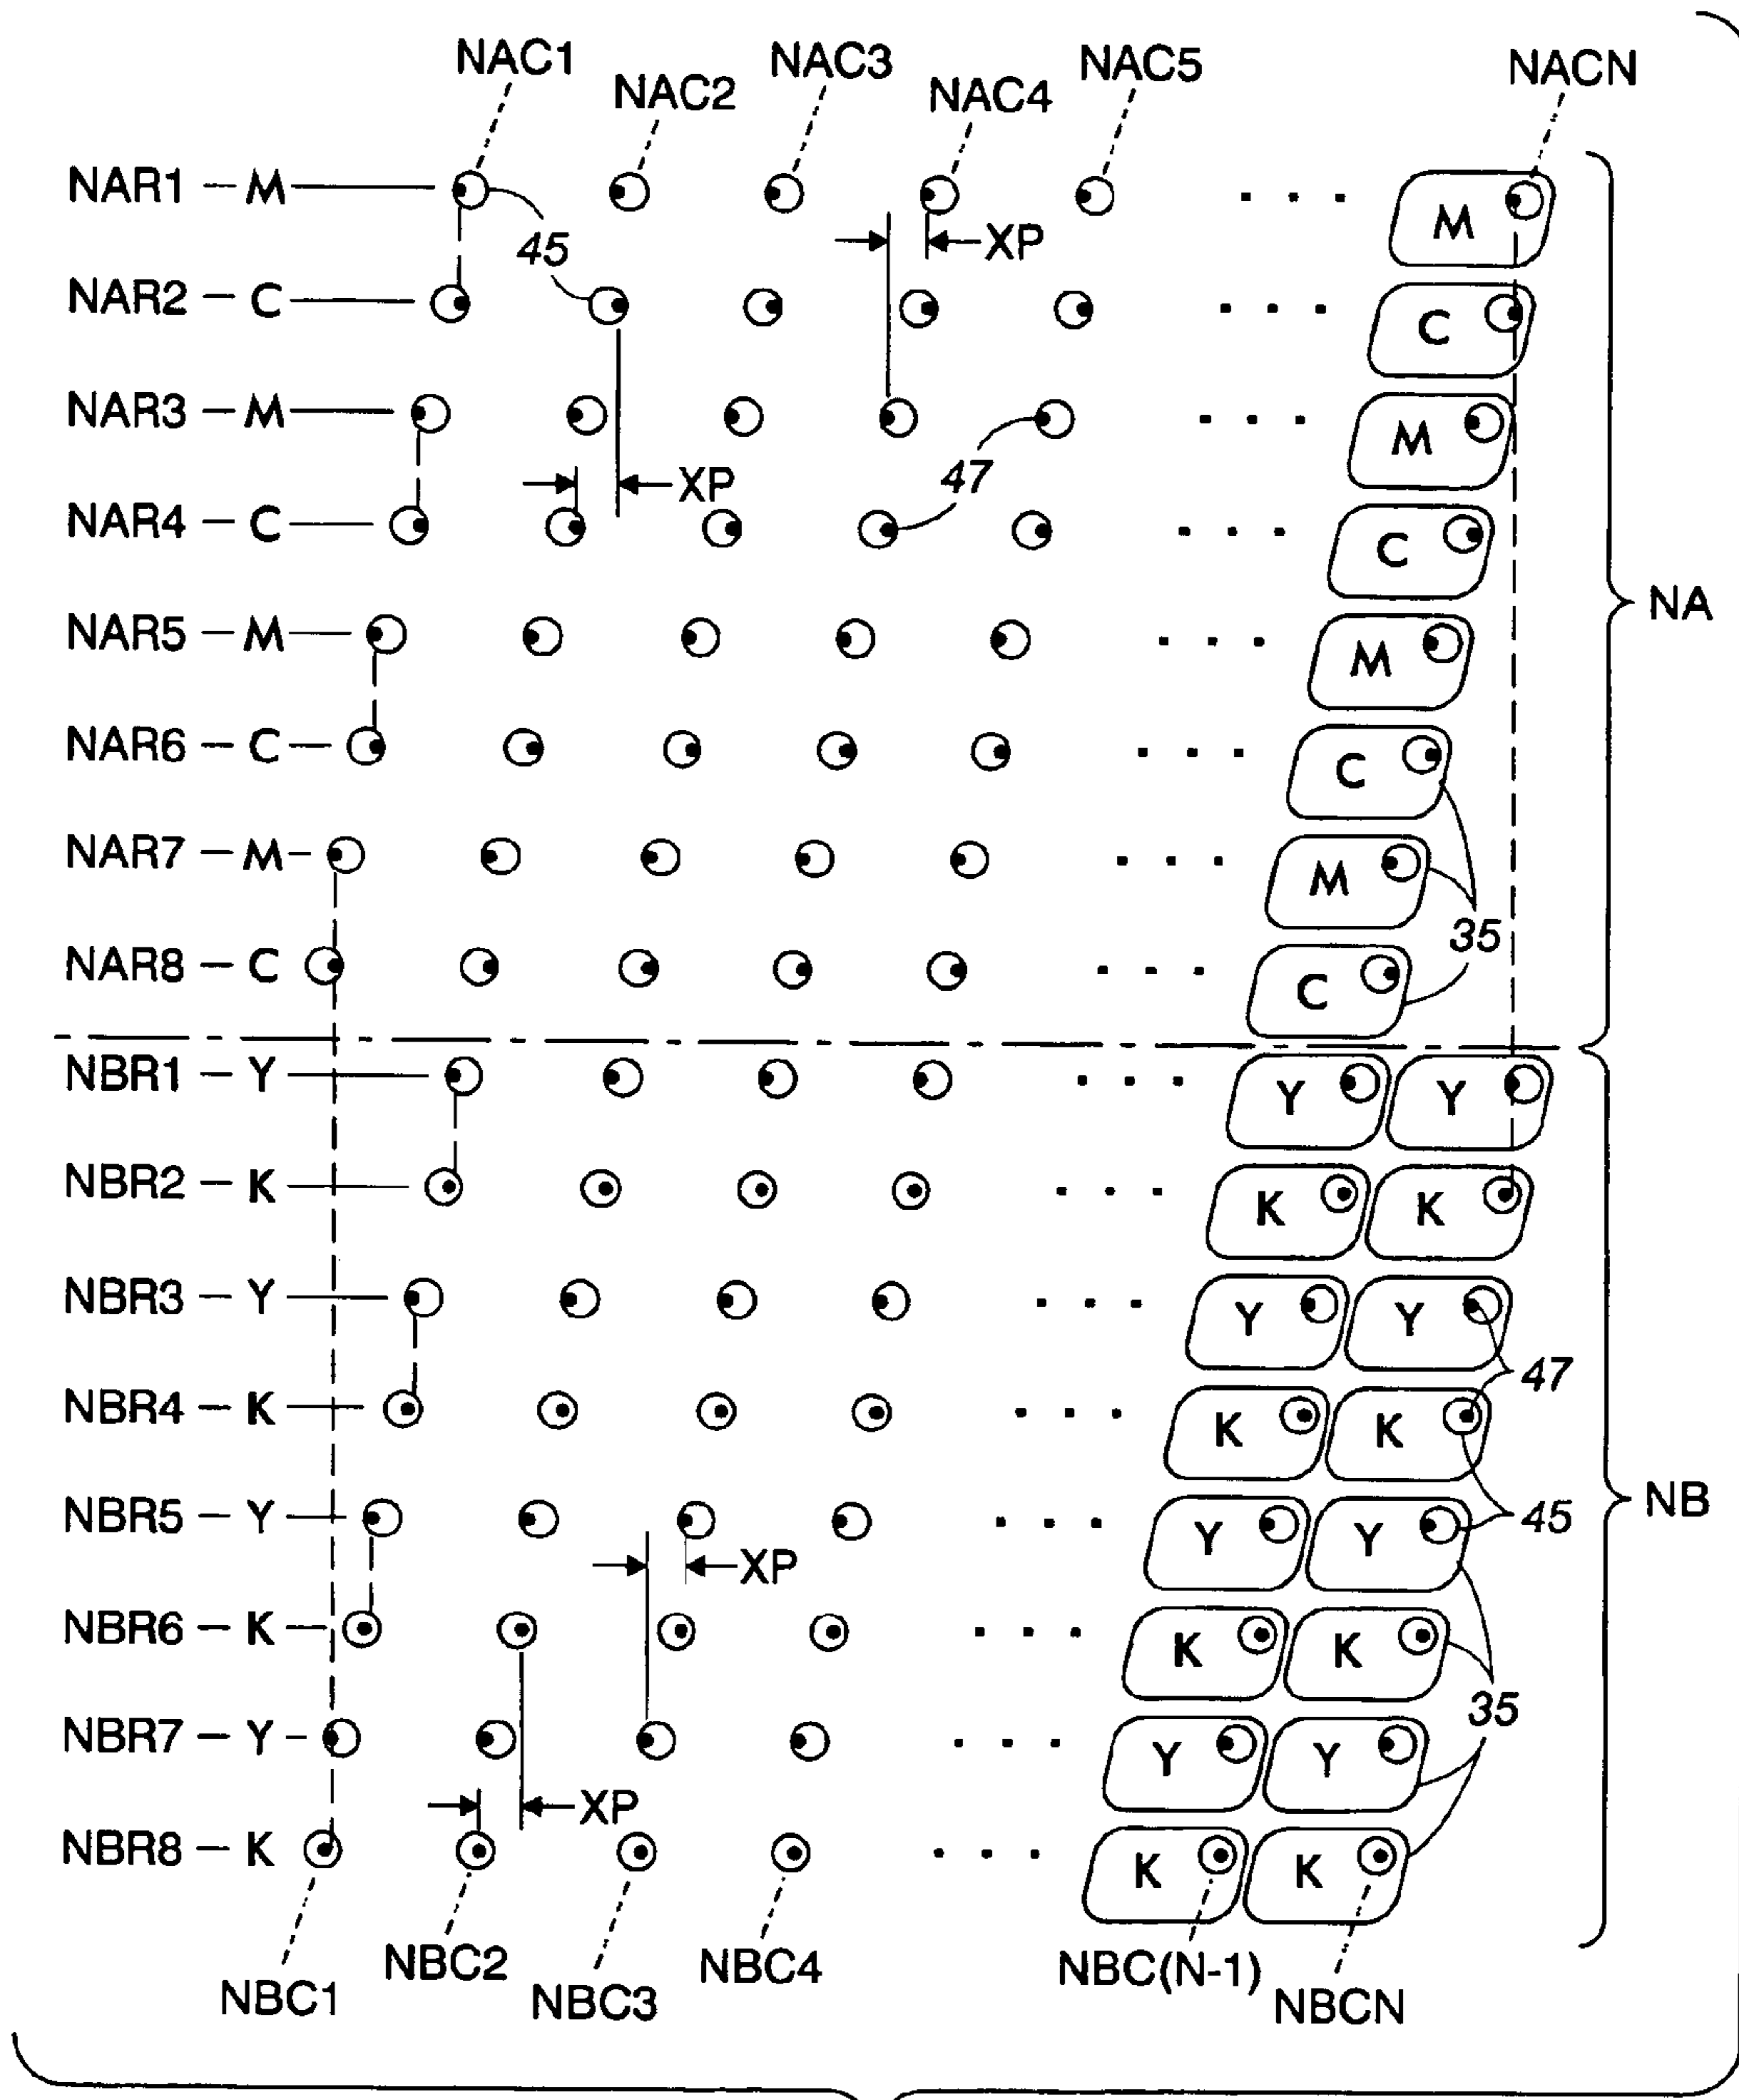 NAC1 NAC2 NAC3 NAC4 NAC5 NACN
NAR1 – M M
XP
45
NAR2 – C C
NAR3 – M M
XP 47
NAR4 – C C
NA
NAR5 – M M
NAR6 – C C
NAR7 – M M
35
NAR8 – C C
NBR1 – Y Y Y
NBR2 – K K K
NBR3 – Y Y Y
47
NBR4 – K K K
NBR5 – Y Y Y 45 NB
XP
NBR6 – K K K
35
NBR7 – Y Y Y
XP
NBR8 – K K K
NBC1 NBC2 NBC3 NBC4 NBC(N-1) NBCN